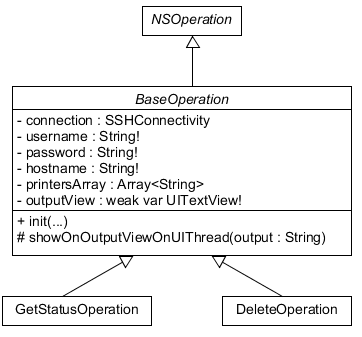 NSOperation
BaseOperation
- connection : SSHConnectivity
- username : String!
- password : String!
- hostname : String!
- printersArray : Array<String>
- outputView : weak var UITextView!
+ init(...)
# showOnOutputViewOnUIThread(output : String)
GetStatusOperation
DeleteOperation